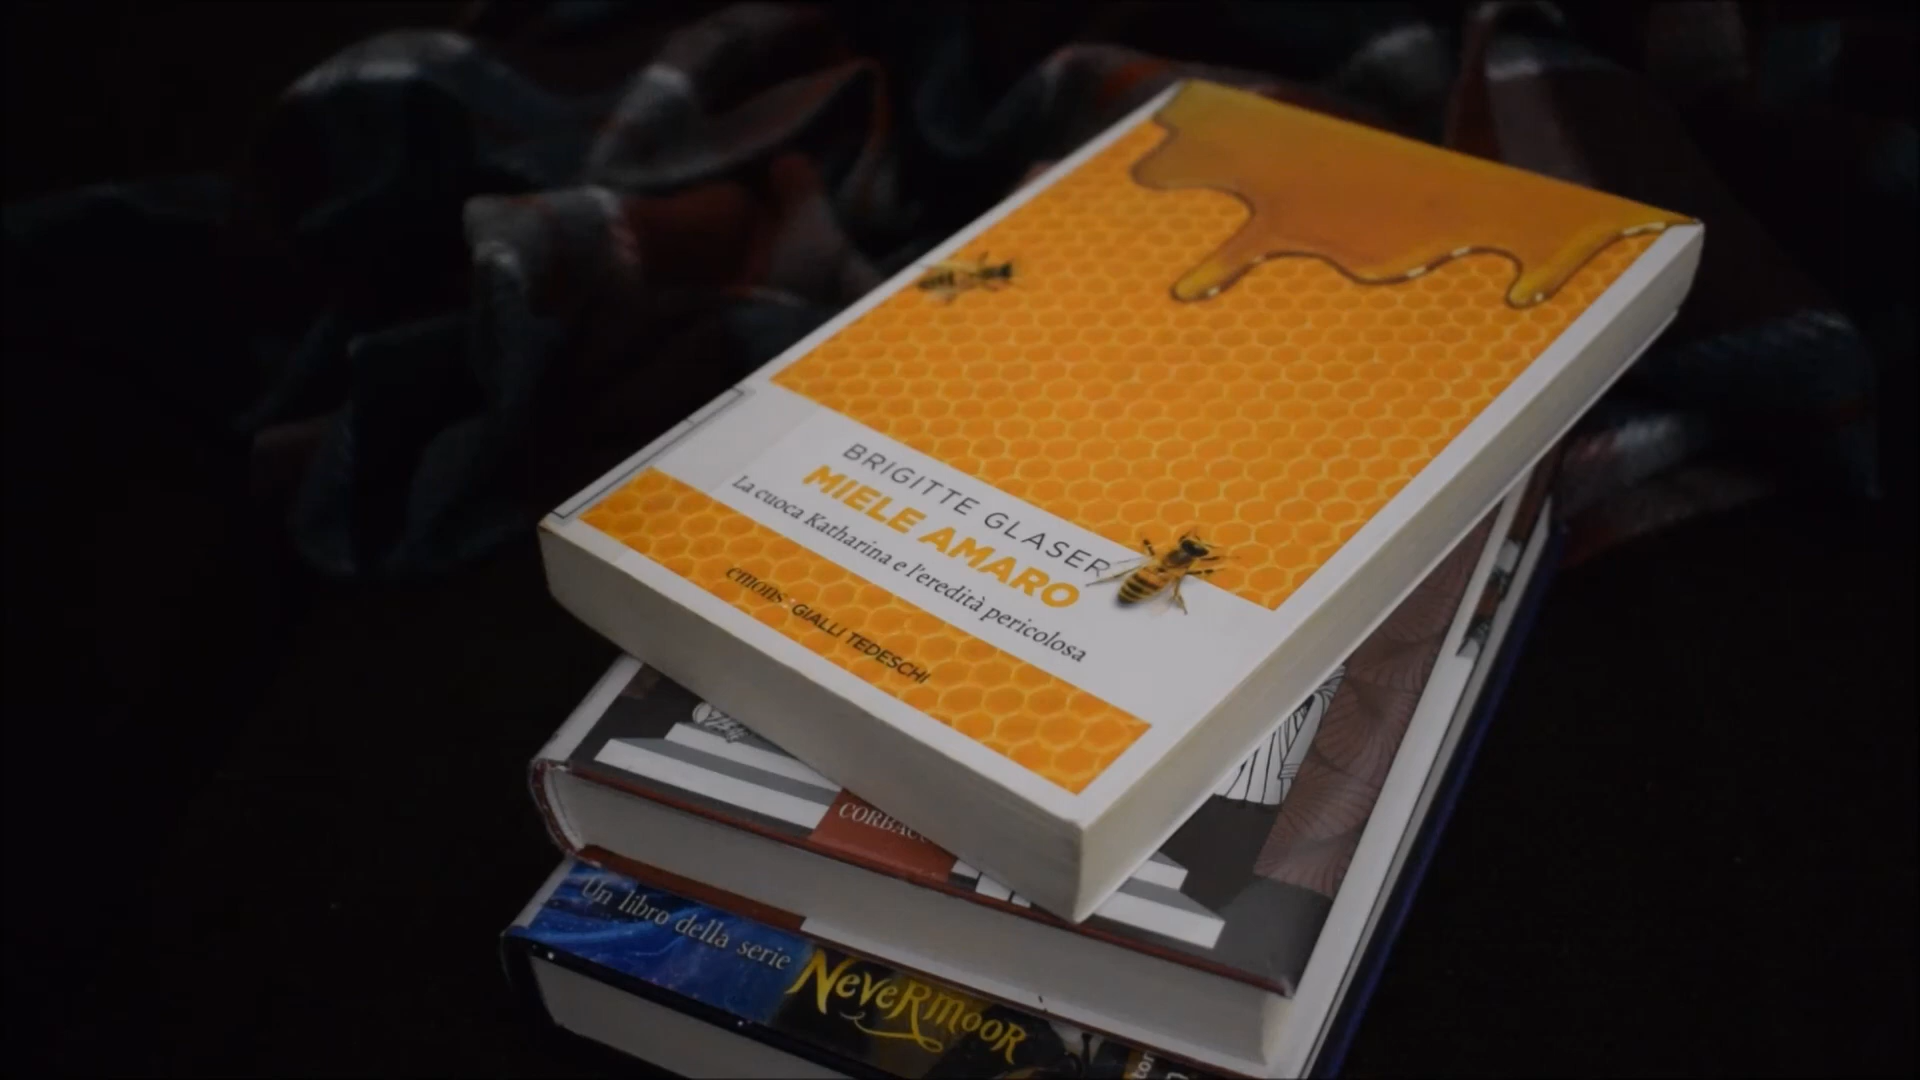 BRIGITTE GLASER
MIELE AMARO
La cuoca Katharina e l'eredità pericolosa
emons: GIALLI TEDESCHI
Un libro della serie
NEVERMOOR